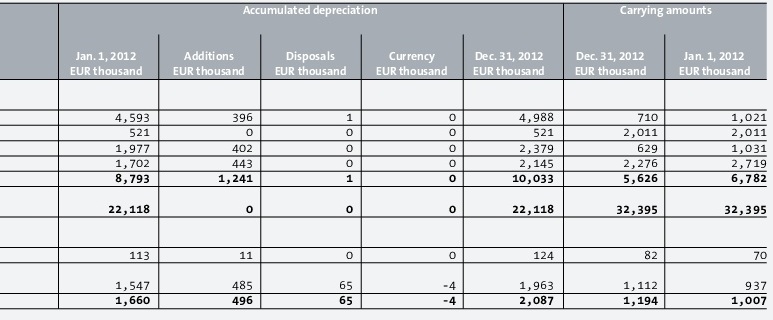 Accumulated depreciation Carrying amounts
Jan. 1, 2012 Additions Disposals Currency Dec. 31, 2012 Dec. 31, 2012 Jan. 1, 2012
EUR thousand EUR thousand EUR thousand EUR thousand EUR thousand EUR thousand EUR thousand
4,593 396 1 0 4,988 710 1,021
521 0 0 0 521 2,011 2,011
1,977 402 0 0 2,379 629 1,031
1,702 443 0 0 2,145 2,276 2,719
8,793 1,241 1 0 10,033 5,626 6,782
22,118 0 0 0 22,118 32,395 32,395
113 11 0 0 124 82 70
1,547 485 65 -4 1,963 1,112 937
1,660 496 65 -4 2,087 1,194 1,007